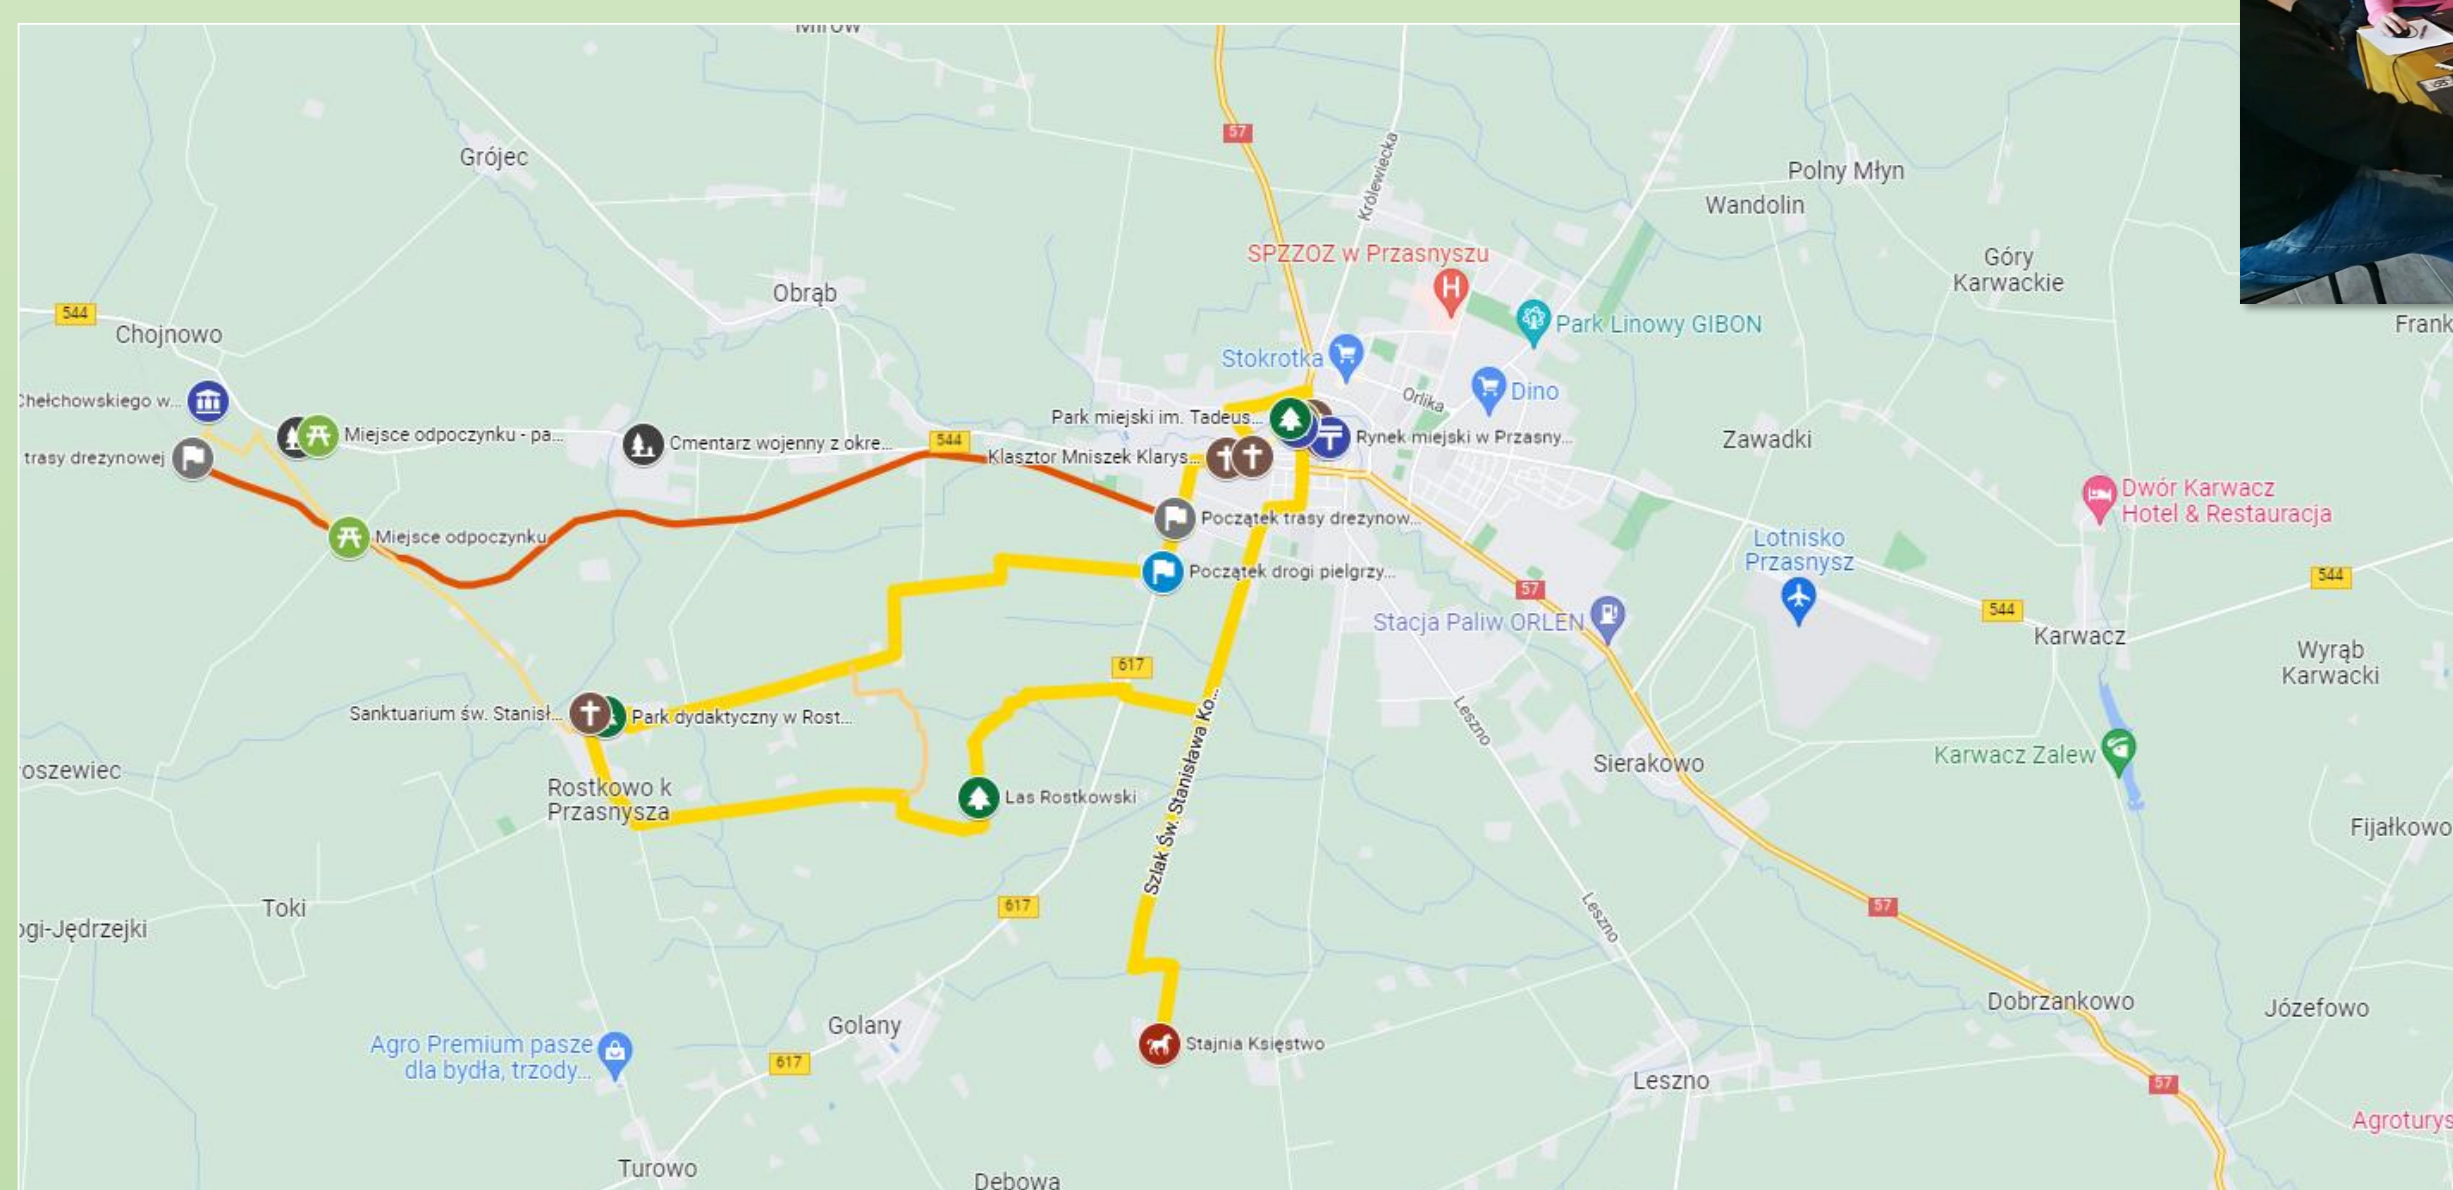 57
Królewiecka
Grójec
Polny Młyn
Wandolin
SPZZOZ w Przasnyszu
Góry
Karwackie
Obrąb
544
Chojnowo
Park Linowy GIBON
Frank
Stokrotka
Orlika
Dino
Chełchowskiego w...
Park miejski im. Tadeus...
Miejsce odpoczynku - pa...
Cmentarz wojenny z okre...
544
Rynek miejski w Przasny...
Zawadki
trasy drezynowej
Klasztor Mniszek Klarys...
Dwór Karwacz
Hotel & Restauracja
Początek trasy drezynow...
Miejsce odpoczynku
Lotnisko
Przasnysz
Początek drogi pielgrzy...
544
57
544
Stacja Paliw ORLEN
Karwacz
617
Wyrąb
Karwacki
Sanktuarium św. Stanisł...
Park dydaktyczny w Rost...
Leszno
Szlak Św. Stanisława Ko...
Karwacz Zalew
Sierakowo
oszewiec
Rostkowo k
Przasnysza
Las Rostkowski
Fijałkowo
Toki
617
57
Leszno
ogi-Jędrzejki
Dobrzankowo
Józefowo
Golany
Agro Premium pasze
dla bydła, trzody...
Stajnia Księstwo
617
Leszno
57
Agroturys
Turowo
Dębowa